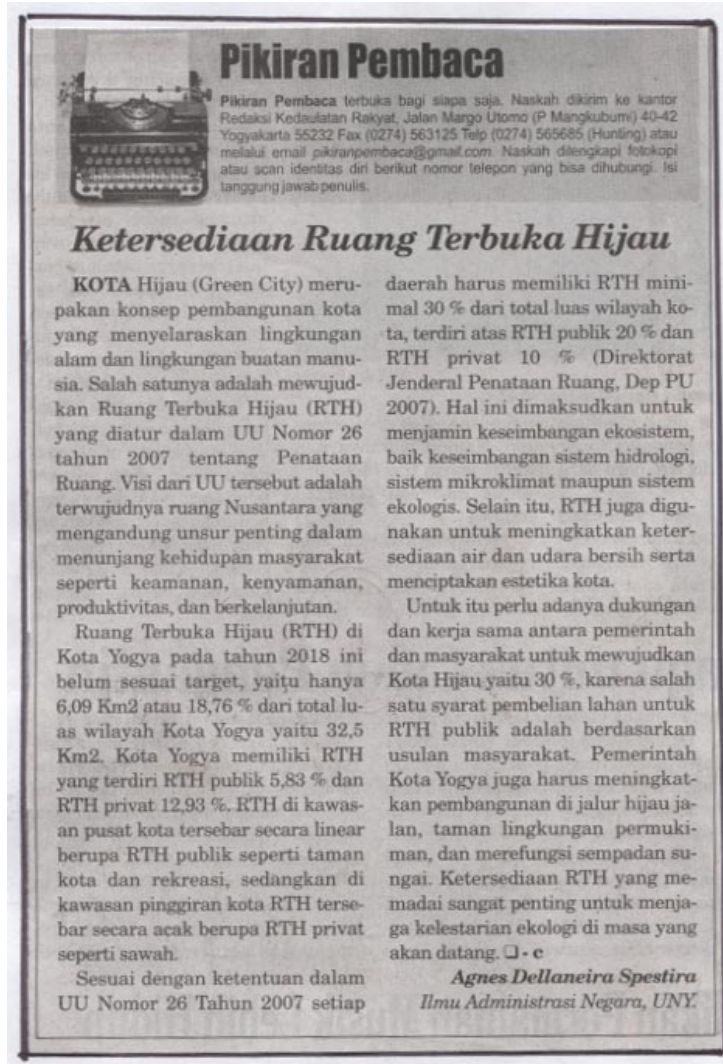 Pikiran Pembaca
Pikiran Pembaca terbuka bagi siapa saja. Naskah dikirim ke kantor
Redaksi Kedaulatan Rakyat, Jalan Margo Utomo (P Mangkubumi) 40-42
Yogyakarta 55232 Fax (0274) 563125 Telp (0274) 565685 (Hunting) atau
melalui email pikiranpembaca@gmail.com. Naskah dilengkapi fotokopi
atau scan identitas diri berikut nomor telepon yang bisa dihubungi. Isi
tanggung jawab penulis.
Ketersediaan Ruang Terbuka Hijau
KOTA Hijau (Green City) meru-
pakan konsep pembangunan kota
yang menyelaraskan lingkungan
alam dan lingkungan buatan manu-
sia. Salah satunya adalah mewujud-
kan Ruang Terbuka Hijau (RTH)
yang diatur dalam UU Nomor 26
tahun 2007 tentang Penataan
Ruang. Visi dari UU tersebut adalah
terwujudnya ruang Nusantara yang
mengandung unsur penting dalam
menunjang kehidupan masyarakat
seperti keamanan, kenyamanan,
produktivitas, dan berkelanjutan.
Ruang Terbuka Hijau (RTH) di
Kota Yogya pada tahun 2018 ini
belum sesuai target, yaitu hanya
6,09 Km2 atau 18,76 % dari total lu-
as wilayah Kota Yogya yaitu 32,5
Km2. Kota Yogya memiliki RTH
yang terdiri RTH publik 5,83 % dan
RTH privat 12,93 %. RTH di kawas-
an pusat kota tersebar secara linear
berupa RTH publik seperti taman
kota dan rekreasi, sedangkan di
kawasan pinggiran kota RTH terse-
bar secara acak berupa RTH privat
seperti sawah.
Sesuai dengan ketentuan dalam
UU Nomor 26 Tahun 2007 setiap
daerah harus memiliki RTH mini-
mal 30 % dari total luas wilayah ko-
ta, terdiri atas RTH publik 20 % dan
RTH privat 10 % (Direktorat
Jenderal Penataan Ruang, Dep PU
2007). Hal ini dimaksudkan untuk
menjamin keseimbangan ekosistem,
baik keseimbangan sistem hidrologi,
sistem mikroklimat maupun sistem
ekologis. Selain itu, RTH juga digu-
nakan untuk meningkatkan keter-
sediaan air dan udara bersih serta
menciptakan estetika kota.
Untuk itu perlu adanya dukungan
dan kerja sama antara pemerintah
dan masyarakat untuk mewujudkan
Kota Hijau yaitu 30 %, karena salah
satu syarat pembelian lahan untuk
RTH publik adalah berdasarkan
usulan masyarakat. Pemerintah
Kota Yogya juga harus meningkat-
kan pembangunan di jalur hijau ja-
lan, taman lingkungan permuki-
man, dan merefungsi sempadan su-
ngai. Ketersediaan RTH yang me-
madai sangat penting untuk menja-
ga kelestarian ekologi di masa yang
akan datang. ❑ - c
Agnes Dellaneira Spestira
Ilmu Administrasi Negara, UNY.